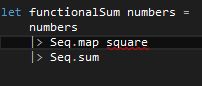 let functionalSum numbers =
numbers
|> Seq.map square
|> Seq.sum